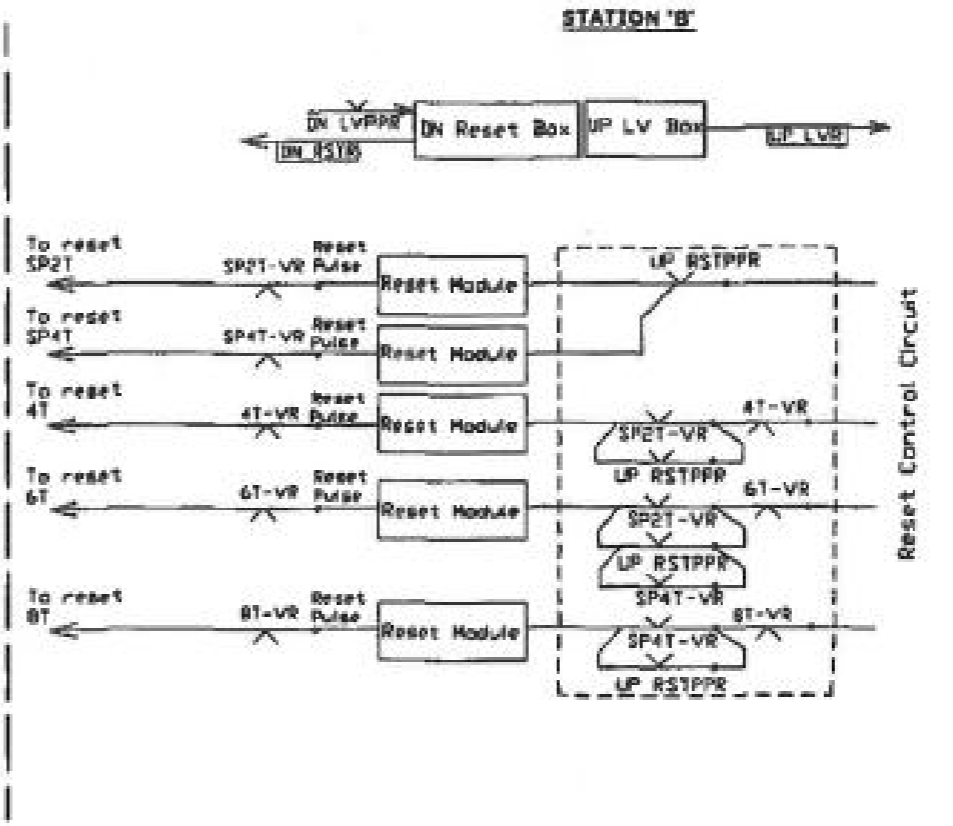 STATION 'B'
DN LVPPR
DN Reset Box
UP LV Box
UP LVR
DN RSYR
To reset
SP2T
SP2T-VR
Reset
Pulse
Reset Module
UP RSTPPR
To reset
SP4T
SP4T-VR
Reset
Pulse
Reset Module
To reset
4T
4T-VR
Reset
Pulse
Reset Module
SP2T-VR
4T-VR
UP RSTPPR
To reset
6T
6T-VR
Reset
Pulse
Reset Module
SP2T-VR
6T-VR
UP RSTPPR
SP4T-VR
To reset
8T
8T-VR
Reset
Pulse
Reset Module
SP4T-VR
8T-VR
UP RSTPPR
Reset Control Circuit